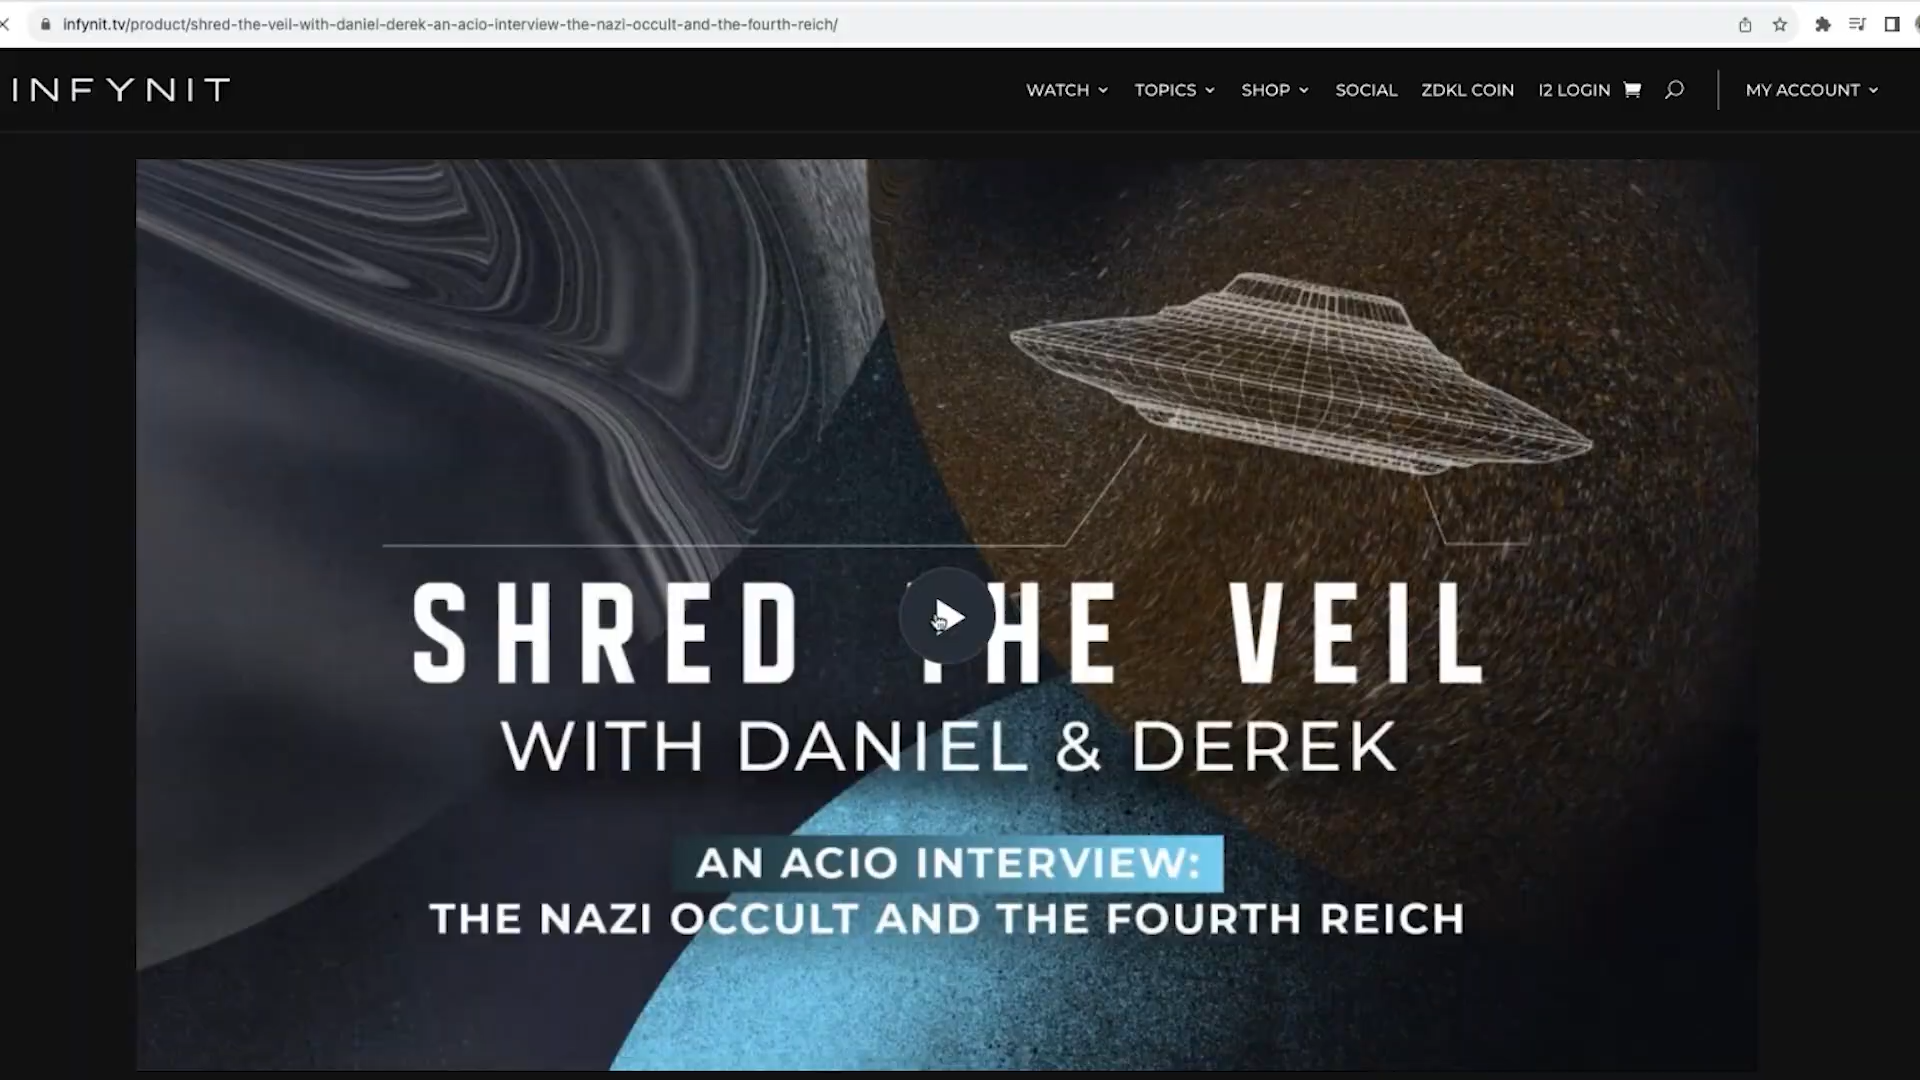 infynit.tv/product/shred-the-veil-with-daniel-derek-an-acio-interview-the-nazi-occult-and-the-fourth-reich/
INFYNIT
WATCH TOPICS SHOP SOCIAL ZDKL COIN I2 LOGIN MY ACCOUNT
SHRED THE VEIL
WITH DANIEL & DEREK
AN ACIO INTERVIEW:
THE NAZI OCCULT AND THE FOURTH REICH